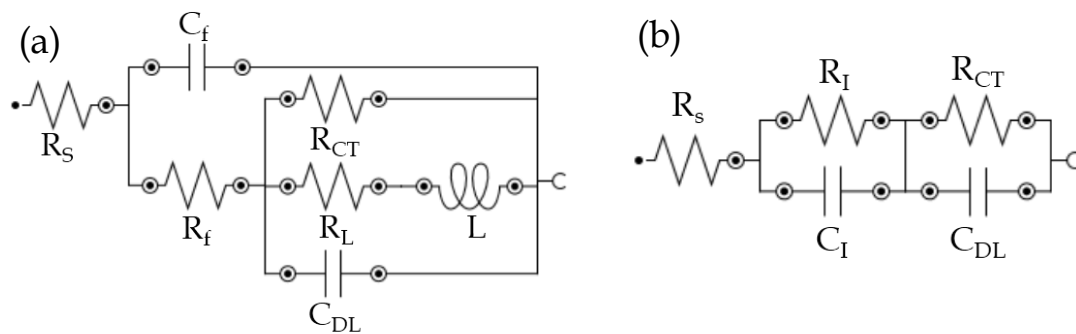 (a)
C_f
R_S
R_CT
R_f
R_L
L
C_DL
(b)
R_s
R_I
R_CT
C_I
C_DL